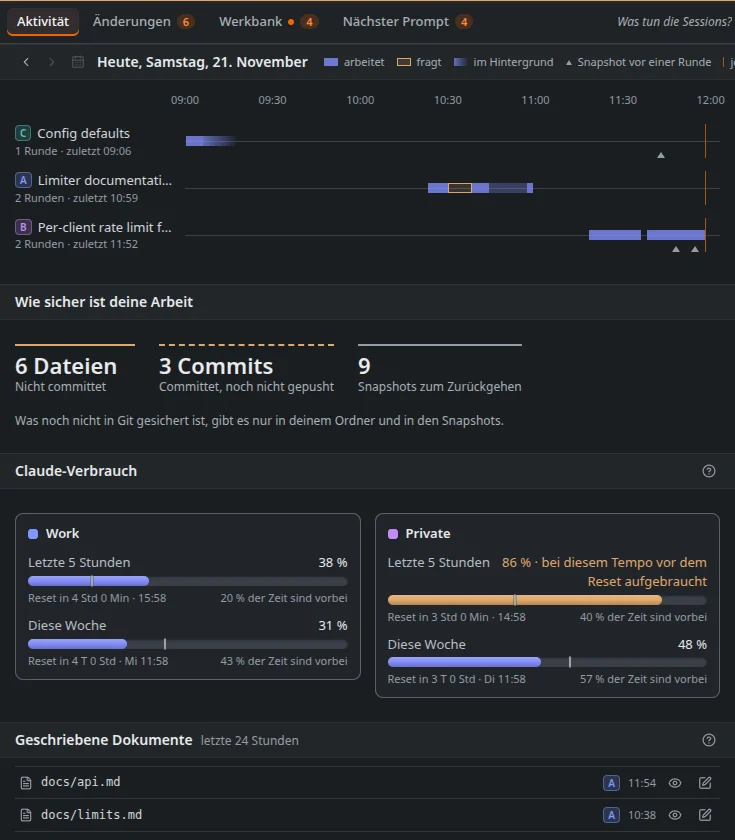 Aktivität Änderungen 6 Werkbank 4 Nächster Prompt 4 Was tun die Sessions?
Heute, Samstag, 21. November arbeitet fragt im Hintergrund Snapshot vor einer Runde
09:00 09:30 10:00 10:30 11:00 11:30 12:00
C Config defaults
1 Runde · zuletzt 09:06
A Limiter documentati...
2 Runden · zuletzt 10:59
B Per-client rate limit f...
2 Runden · zuletzt 11:52
Wie sicher ist deine Arbeit
6 Dateien
Nicht committet
3 Commits
Committet, noch nicht gepusht
9
Snapshots zum Zurückgehen
Was noch nicht in Git gesichert ist, gibt es nur in deinem Ordner und in den Snapshots.
Claude-Verbrauch
Work
Letzte 5 Stunden 38 %
Reset in 4 Std 0 Min · 15:58 20 % der Zeit sind vorbei
Diese Woche 31 %
Reset in 4 T 0 Std · Mi 11:58 43 % der Zeit sind vorbei
Private
Letzte 5 Stunden 86 % · bei diesem Tempo vor dem
Reset aufgebraucht
Reset in 3 Std 0 Min · 14:58 40 % der Zeit sind vorbei
Diese Woche 48 %
Reset in 3 T 0 Std · Di 11:58 57 % der Zeit sind vorbei
Geschriebene Dokumente letzte 24 Stunden
docs/api.md A 11:54
docs/limits.md A 10:38